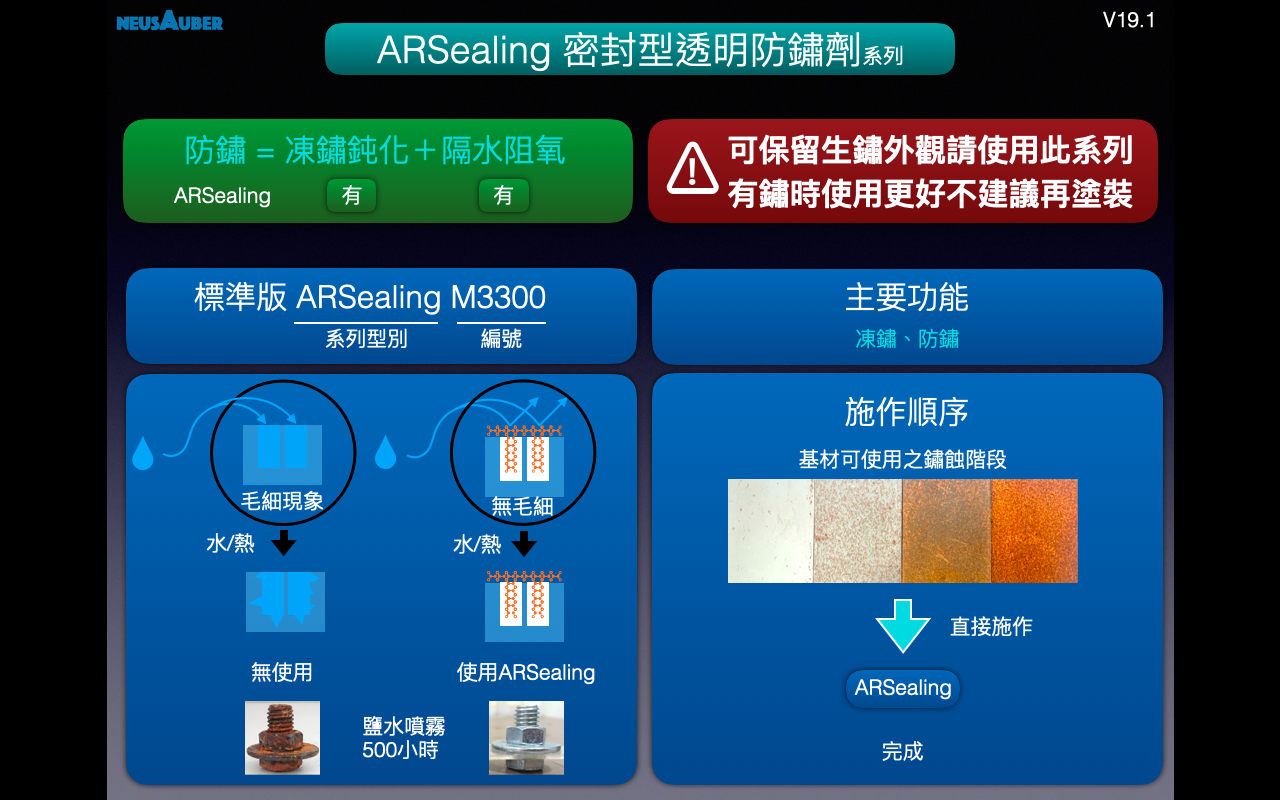 NEUSAUBER
V19.1
ARSealing 密封型透明防鏽劑系列
防鏽 = 凍鏽鈍化＋隔水阻氧
ARSealing 有 有
可保留生鏽外觀請使用此系列
有鏽時使用更好不建議再塗裝
標準版 ARSealing M3300
系列型別 編號
主要功能
凍鏽、防鏽
毛細現象
無毛細
水/熱
水/熱
無使用
使用ARSealing
鹽水噴霧
500小時
施作順序
基材可使用之鏽蝕階段
直接施作
ARSealing
完成